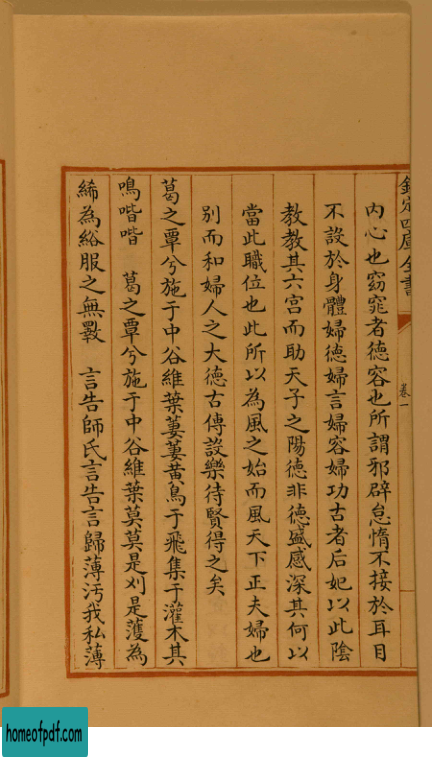 欽定四庫全書
卷一
内心也窈窕者德容也所謂邪辟怠惰不接於耳目
不設於身體婦德婦言婦容婦功古者后妃以此陰
教教其六宫而助天子之陽德非德盛感深其何以
當此職位也此所以為風之始而風天下正夫婦也
别而和婦人之大德古傳設樂待賢得之矣
葛之覃兮施于中谷維葉萋萋黄鳥于飛集于灌木其
鳴喈喈　葛之覃兮施于中谷維葉莫莫是刈是濩為
絺為綌服之無斁　言告師氏言告言歸薄汚我私薄
homeofpdf.com